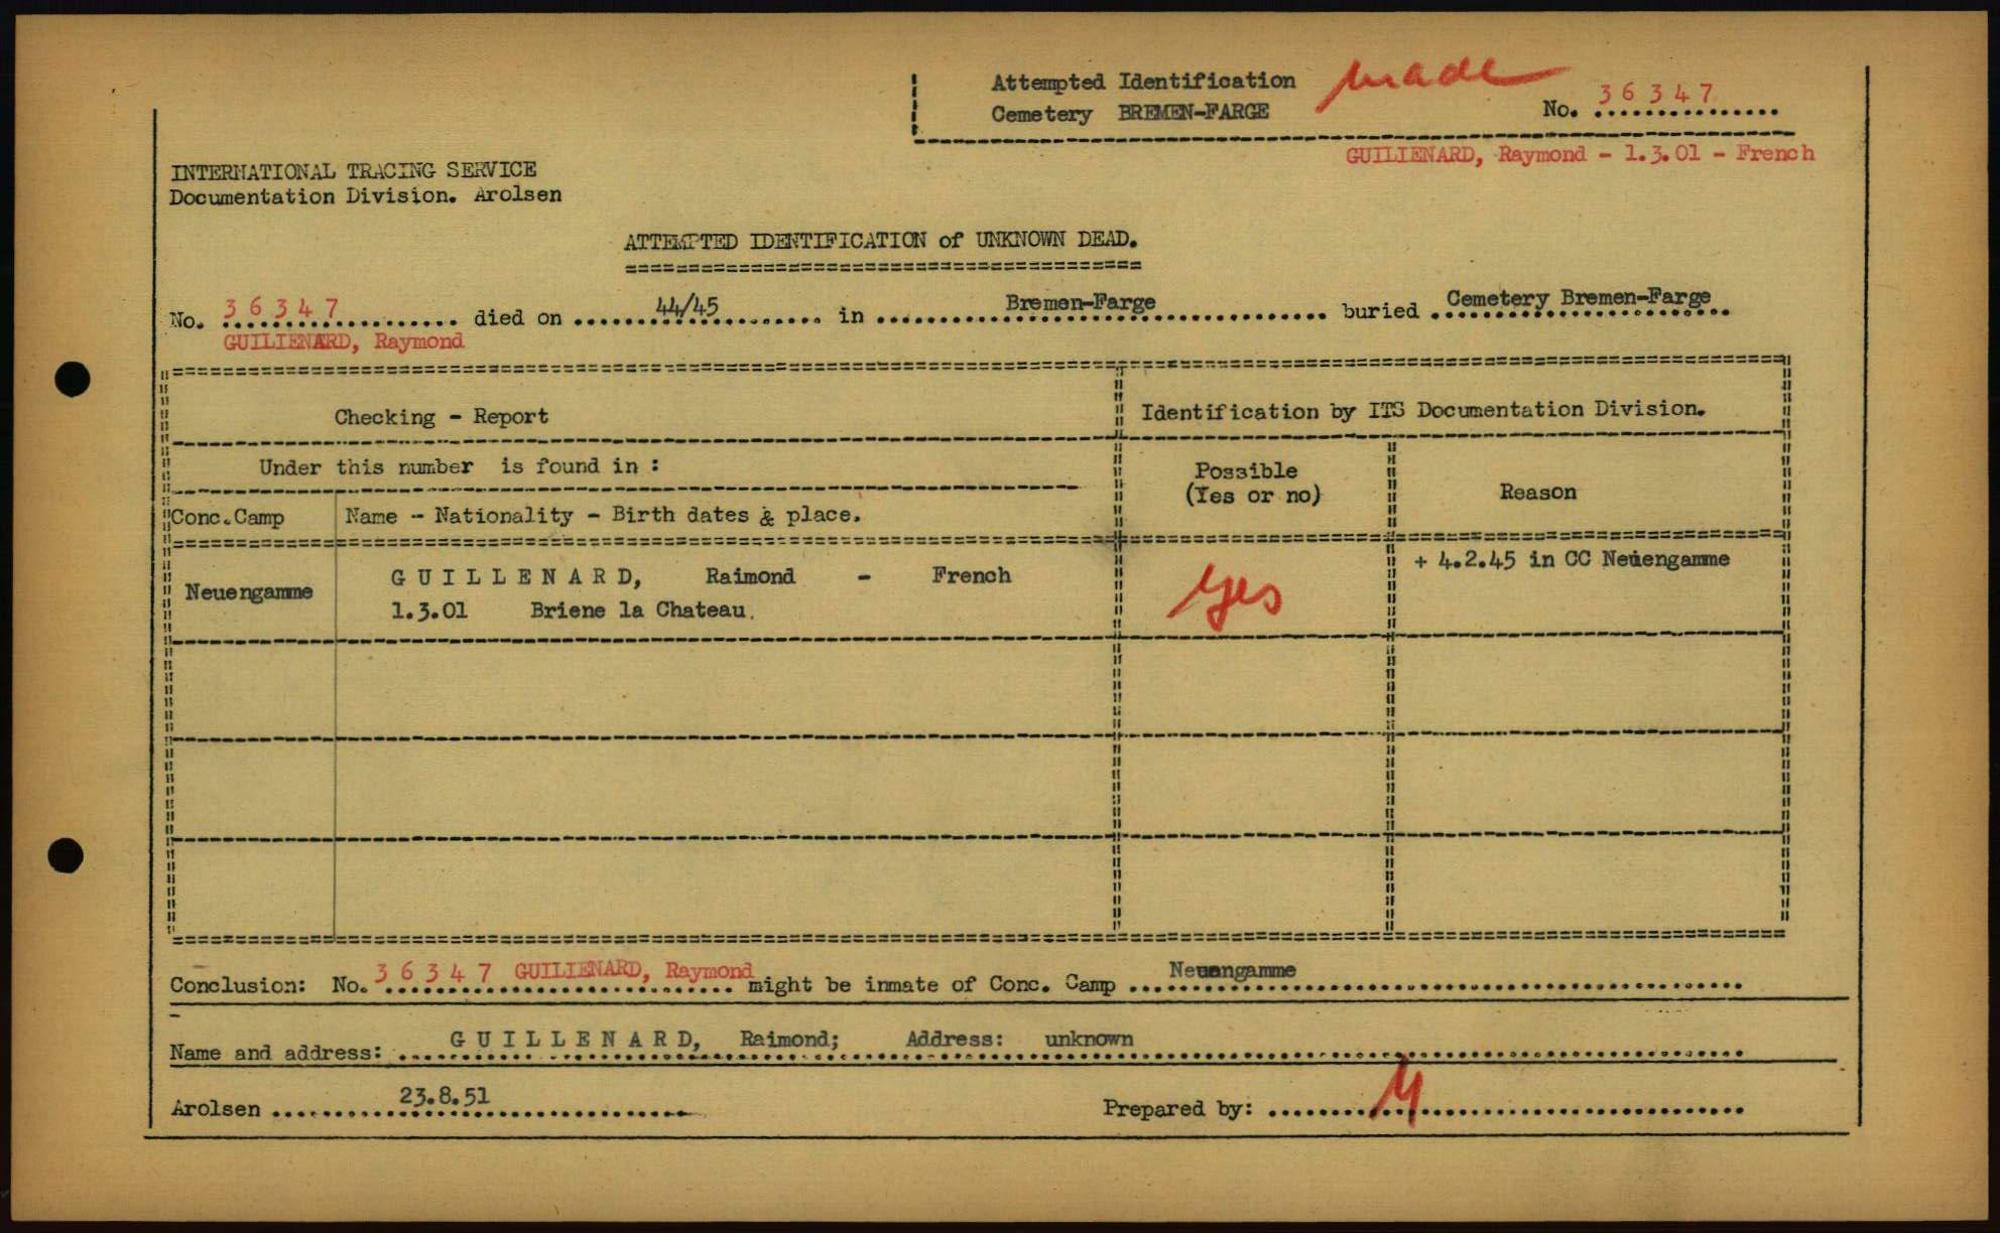 Attempted Identification made
Cemetery BREMEN-FARGE
No. 36347
GUILIENARD, Raymond - 1.3.01 - French
INTERNATIONAL TRACING SERVICE
Documentation Division. Arolsen
ATTEMPTED IDENTIFICATION of UNKNOWN DEAD.
No. 36347 died on 44/45 in Bremen-Farge buried Cemetery Bremen-Farge
GUILIENARD, Raymond
Checking - Report
Identification by ITS Documentation Division.
Under this number is found in :
Possible
(Yes or no)
Reason
Conc.Camp
Name - Nationality - Birth dates & place.
Neuengamme
GUILLENARD, Raimond - French
1.3.01 Briene la Chateau.
yes
+ 4.2.45 in CC Neuengamme
Conclusion: No. 36347 GUILIENARD, Raymond might be inmate of Conc. Camp Neuengamme
Name and address: GUILLENARD, Raimond; Address: unknown
Arolsen 23.8.51
Prepared by: